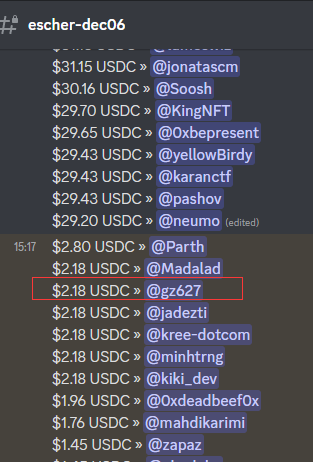 escher-dec06
$31.15 USDC » @jonatascm
$30.16 USDC » @Soosh
$29.70 USDC » @KingNFT
$29.65 USDC » @0xbepresent
$29.43 USDC » @yellowBirdy
$29.43 USDC » @karanctf
$29.43 USDC » @pashov
$29.20 USDC » @neumo (edited)
15:17 $2.80 USDC » @Parth
$2.18 USDC » @Madalad
$2.18 USDC » @gz627
$2.18 USDC » @jadezti
$2.18 USDC » @kree-dotcom
$2.18 USDC » @minhtrng
$2.18 USDC » @kiki_dev
$1.96 USDC » @0xdeadbeef0x
$1.76 USDC » @mahdikarimi
$1.45 USDC » @zapaz